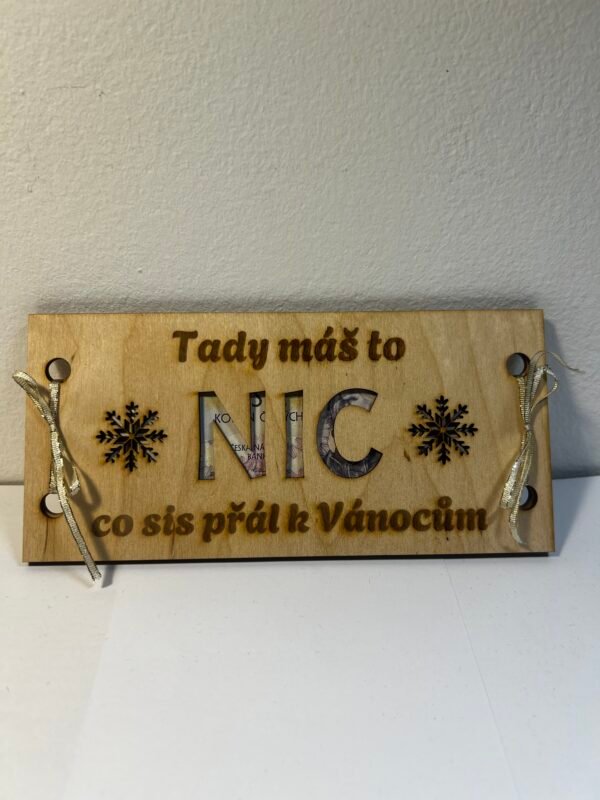 Tady máš to
NIC
co sis přál k Vánocům